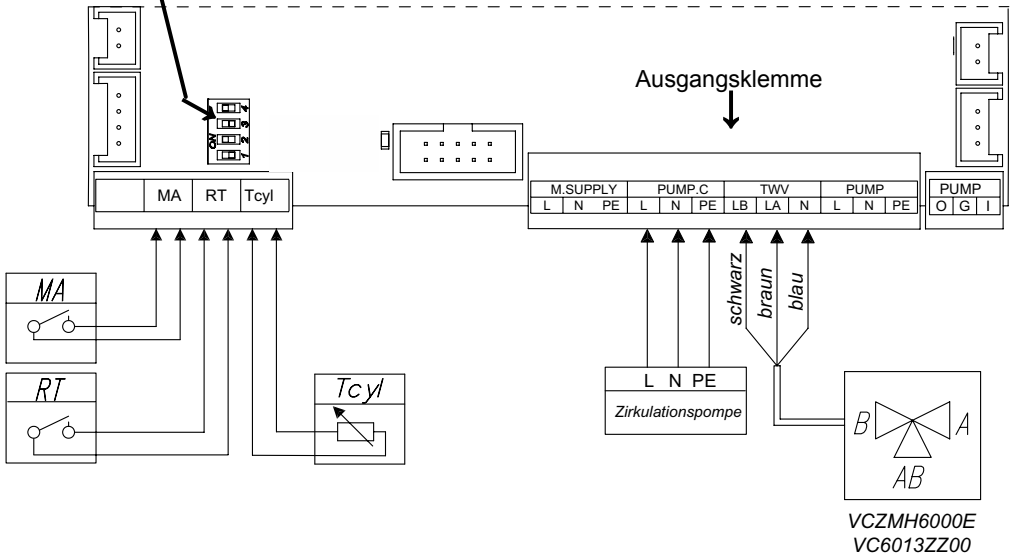 Ausgangsklemme
ON
1 2 3 4
MA RT Tcyl
M.SUPPLY PUMP.C TWV PUMP
L N PE L N PE LB LA N L N PE
PUMP
O G I
schwarz
braun
blau
MA
RT
Tcyl
L N PE
Zirkulationspompe
B A
AB
VCZMH6000E
VC6013ZZ00